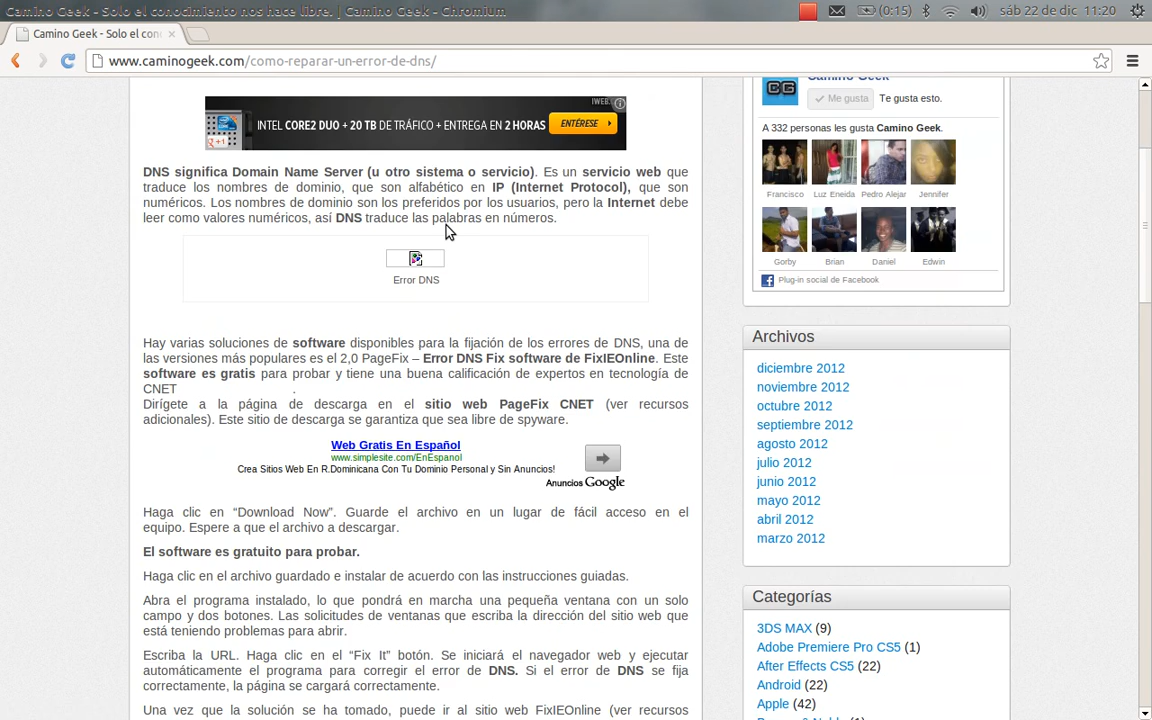 Camino Geek - Solo el conocimiento nos hace libre. | Camino Geek - Chromium
(0:15)
sáb 22 de dic 11:20
Camino Geek - Solo el con
www.caminogeek.com/como-reparar-un-error-de-dns/
IWEB.
INTEL CORE2 DUO + 20 TB DE TRÁFICO + ENTREGA EN 2 HORAS
ENTÉRESE
+1
DNS significa Domain Name Server (u otro sistema o servicio). Es un servicio web que
traduce los nombres de dominio, que son alfabético en IP (Internet Protocol), que son
numéricos. Los nombres de dominio son los preferidos por los usuarios, pero la Internet debe
leer como valores numéricos, así DNS traduce las palabras en números.
Error DNS
Hay varias soluciones de software disponibles para la fijación de los errores de DNS, una de
las versiones más populares es el 2,0 PageFix – Error DNS Fix software de FixIEOnline. Este
software es gratis para probar y tiene una buena calificación de expertos en tecnología de
CNET .
Dirígete a la página de descarga en el sitio web PageFix CNET (ver recursos
adicionales). Este sitio de descarga se garantiza que sea libre de spyware.
Web Gratis En Español
www.simplesite.com/EnEspanol
Crea Sitios Web En R.Dominicana Con Tu Dominio Personal y Sin Anuncios!
Anuncios Google
Haga clic en “Download Now”. Guarde el archivo en un lugar de fácil acceso en el
equipo. Espere a que el archivo a descargar.
El software es gratuito para probar.
Haga clic en el archivo guardado e instalar de acuerdo con las instrucciones guiadas.
Abra el programa instalado, lo que pondrá en marcha una pequeña ventana con un solo
campo y dos botones. Las solicitudes de ventanas que escriba la dirección del sitio web que
está teniendo problemas para abrir.
Escriba la URL. Haga clic en el “Fix It” botón. Se iniciará el navegador web y ejecutar
automáticamente el programa para corregir el error de DNS. Si el error de DNS se fija
correctamente, la página se cargará correctamente.
Una vez que la solución se ha tomado, puede ir al sitio web FixIEOnline (ver recursos
Camino Geek
CG
Me gusta
Te gusta esto.
A 332 personas les gusta Camino Geek.
Francisco
Luz Eneida
Pedro Alejar
Jennifer
Gorby
Brian
Daniel
Edwin
Plug-in social de Facebook
Archivos
diciembre 2012
noviembre 2012
octubre 2012
septiembre 2012
agosto 2012
julio 2012
junio 2012
mayo 2012
abril 2012
marzo 2012
Categorías
3DS MAX (9)
Adobe Premiere Pro CS5 (1)
After Effects CS5 (22)
Android (22)
Apple (42)